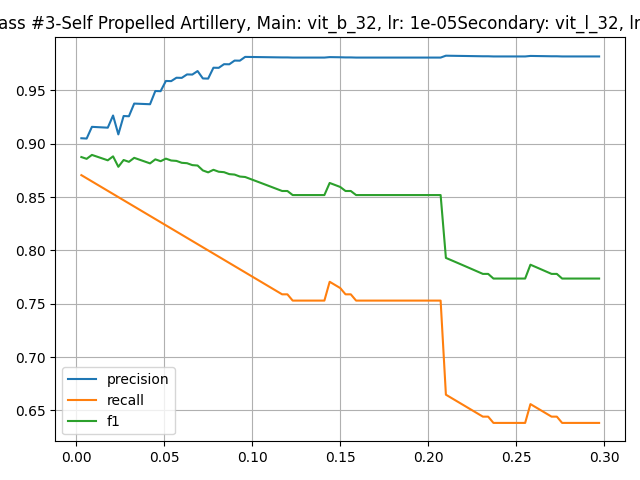 ass #3-Self Propelled Artillery, Main: vit_b_32, lr: 1e-05Secondary: vit_l_32, lr
0.95
0.90
0.85
0.80
0.75
0.70
0.65
precision
recall
f1
0.00 0.05 0.10 0.15 0.20 0.25 0.30